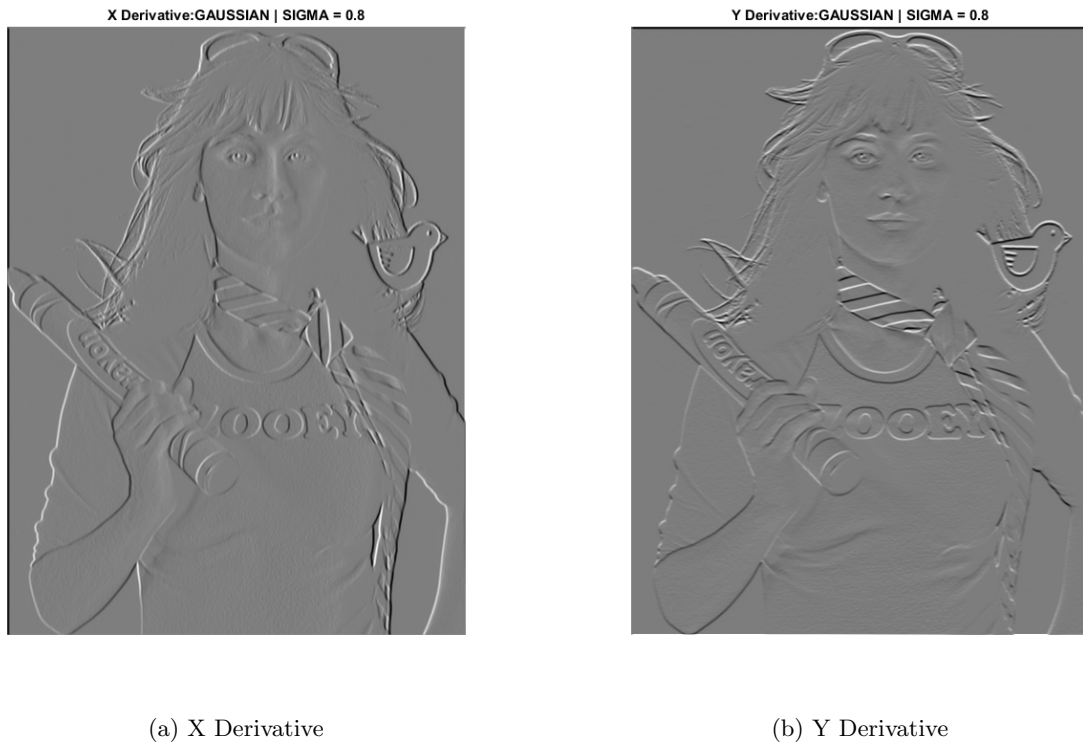 X Derivative:GAUSSIAN | SIGMA = 0.8
Y Derivative:GAUSSIAN | SIGMA = 0.8
(a) X Derivative
(b) Y Derivative